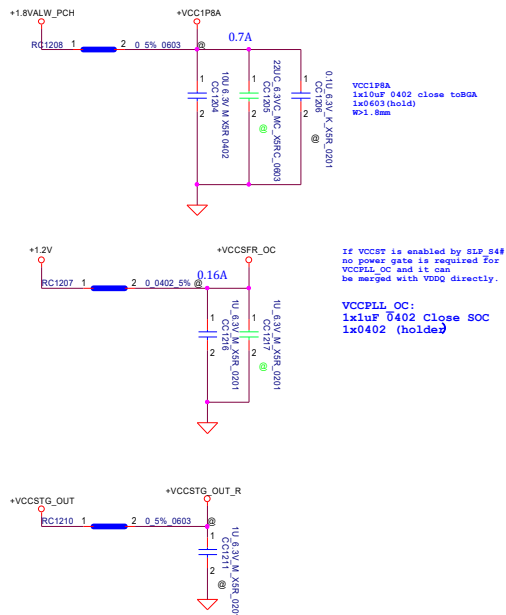 +1.8VALW_PCH
+VCC1P8A
RC1208 1 2 0_5%_0603 @
0.7A
1
2
10U_6.3V_M_X5R_0402
CC1204
1
2
22UC_6.3VC_MC_X5RC_0603
CC1205
@
1
2
0.1U_6.3V_K_X5R_0201
CC1206
@
VCC1P8A
1x10uF 0402 close toBGA
1x0603(hold)
W>1.8mm
+1.2V
+VCCSFR_OC
RC1207 1 2 0_0402_5% @
0.16A
1
2
1U_6.3V_M_X5R_0201
CC1216
1
2
1U_6.3V_M_X5R_0201
CC1217
@
If VCCST is enabled by SLP_S4#
no power gate is required for
VCCPLL_OC and it can
be merged with VDDQ directly.
VCCPLL_OC:
1x1uF 0402 Close SOC
1x0402 (holder)
+VCCSTG_OUT
+VCCSTG_OUT_R
RC1210 1 2 0_5%_0603 @
1
2
1U_6.3V_M_X5R_0201
CC1211
@